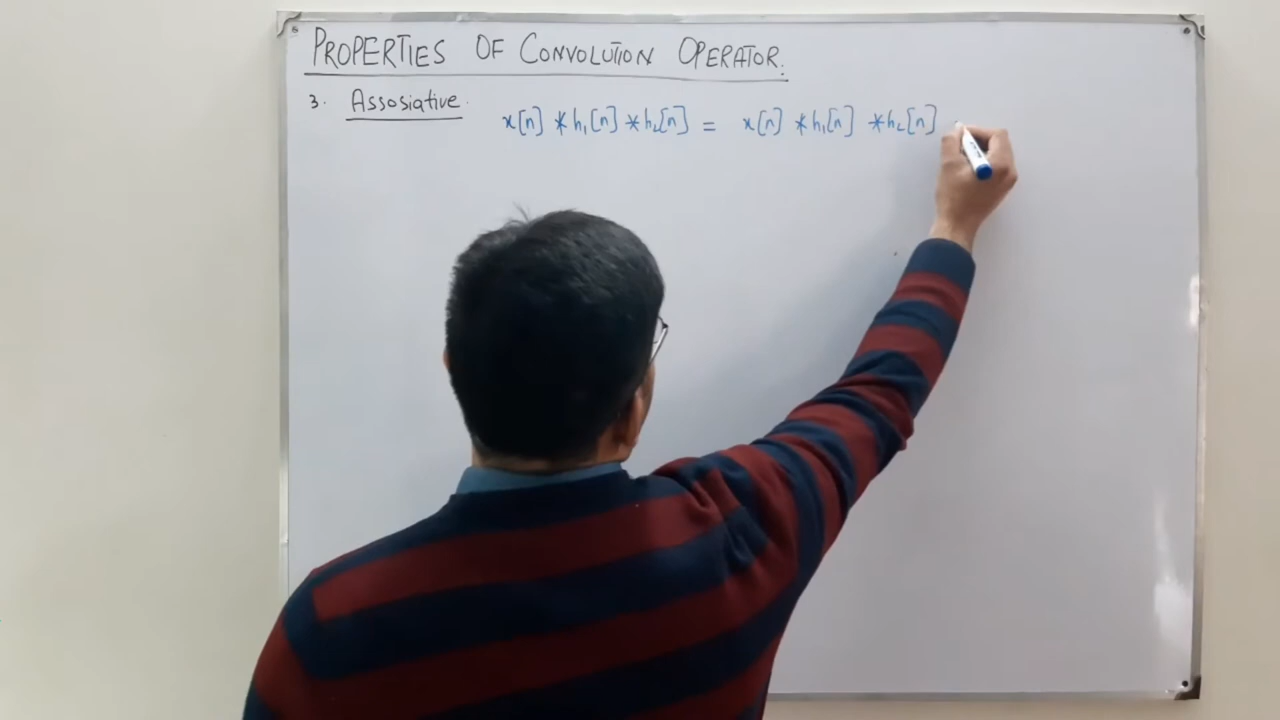 PROPERTIES OF CONVOLUTION OPERATOR.
3. Assosiative.
x[n] * h₁[n] * h₂[n] = x[n] * h₁[n] * h₂[n]